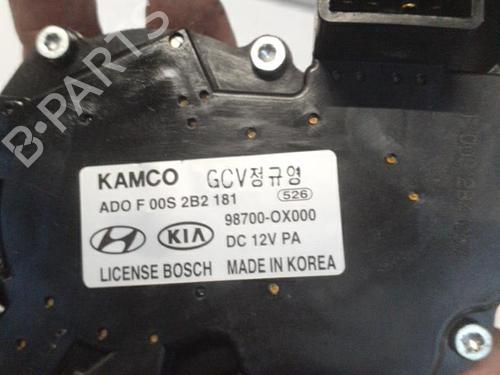 B-PARTS
KAMCO GCV정규영
ADO F 00S 2B2 181 526
98700-OX000
KIA DC 12V PA
LICENSE BOSCH MADE IN KOREA